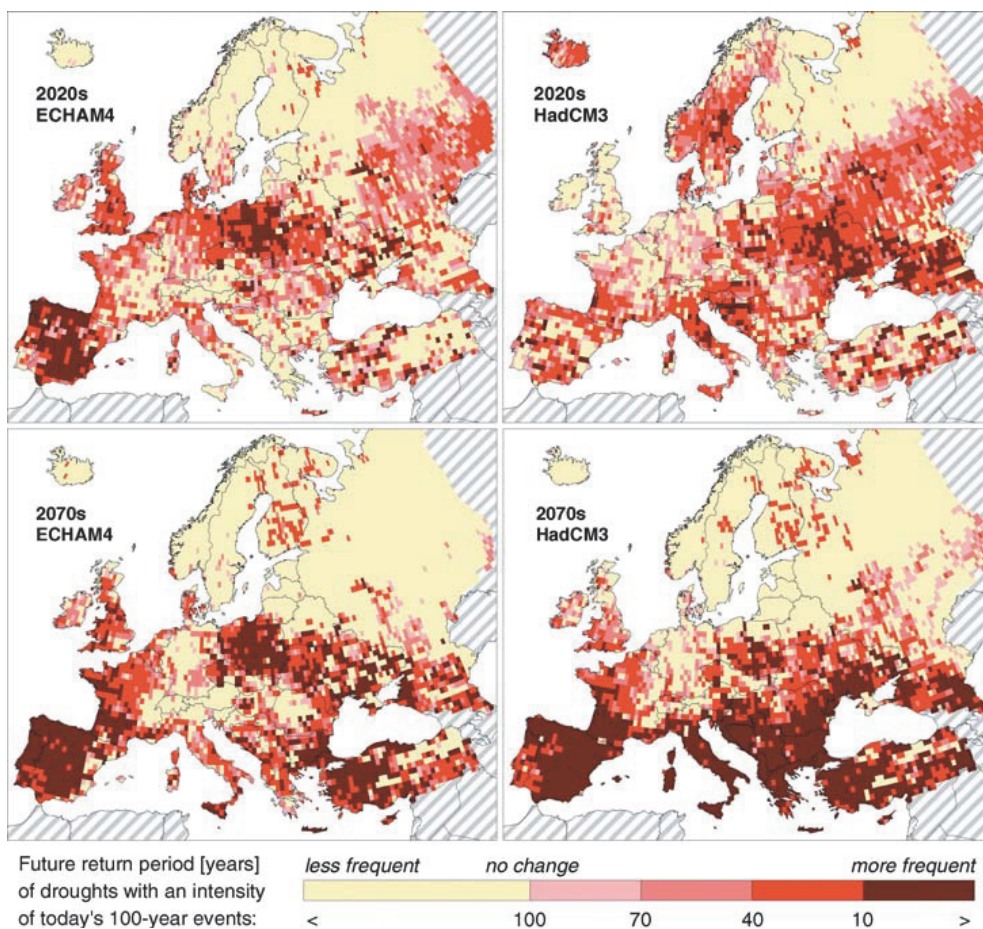 2020s
ECHAM4
2020s
HadCM3
2070s
ECHAM4
2070s
HadCM3
Future return period [years]
of droughts with an intensity
of today's 100-year events:
less frequent no change more frequent
< 100 70 40 10 >